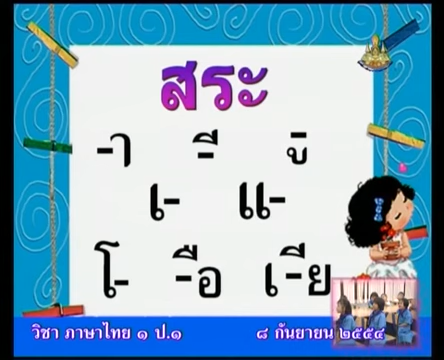 สระ
-า -ี -ู
เ- แ-
โ- -ือ เ-ีย
วิชา ภาษาไทย ๑ ป.๑ ๘ กันยายน ๒๕๕๔